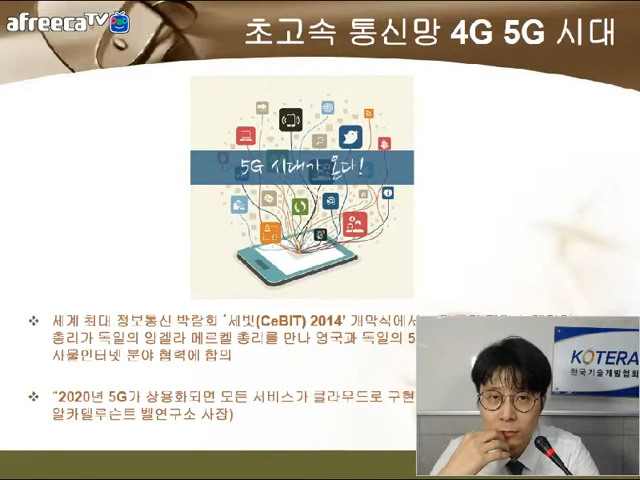 afreecaTV
초고속 통신망 4G 5G 시대
5G 시대가 온다!
세계 최대 정보통신 박람회 '세빗(CeBIT) 2014' 개막식에서
총리가 독일의 앙겔라 메르켈 총리를 만나 영국과 독일의 5
사물인터넷 분야 협력에 합의
"2020년 5G가 상용화되면 모든 서비스가 클라우드로 구현
알카텔루슨트 벨연구소 사장)
KOTERA
한국기술개발협회